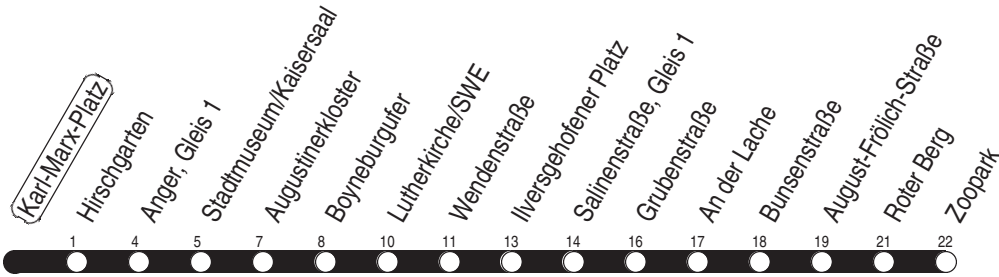 Karl-Marx-Platz
Hirschgarten
Anger, Gleis 1
Stadtmuseum/Kaisersaal
Augustinerkloster
Boyneburgufer
Lutherkirche/SWE
Wendenstraße
Ilversgehofener Platz
Salinenstraße, Gleis 1
Grubenstraße
An der Lache
Bunsenstraße
August-Frölich-Straße
Roter Berg
Zoopark
1 4 5 7 8 10 11 13 14 16 17 18 19 21 22